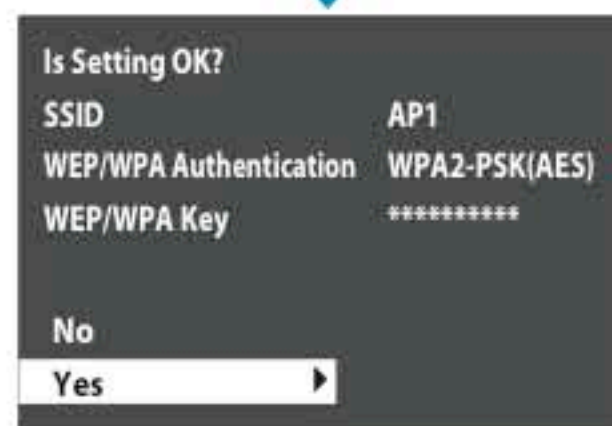 Is Setting OK?
SSID AP1
WEP/WPA Authentication WPA2-PSK(AES)
WEP/WPA Key **********
No
Yes